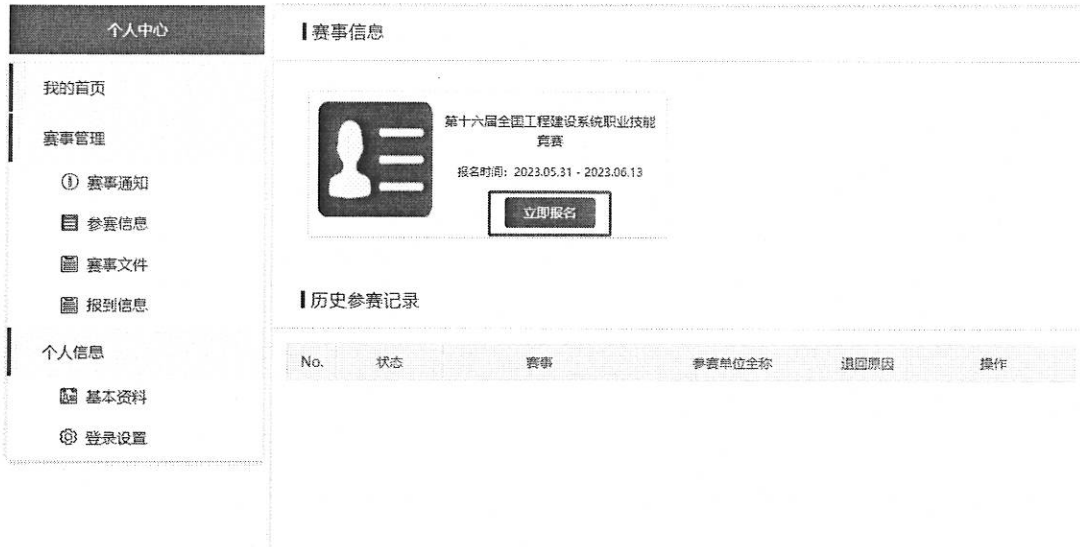 个人中心
我的首页
赛事管理
赛事通知
参赛信息
赛事文件
报到信息
个人信息
基本资料
登录设置
赛事信息
第十六届全国工程建设系统职业技能
竞赛
报名时间：2023.05.31 - 2023.06.13
立即报名
历史参赛记录
No. 状态 赛事 参赛单位全称 退回原因 操作